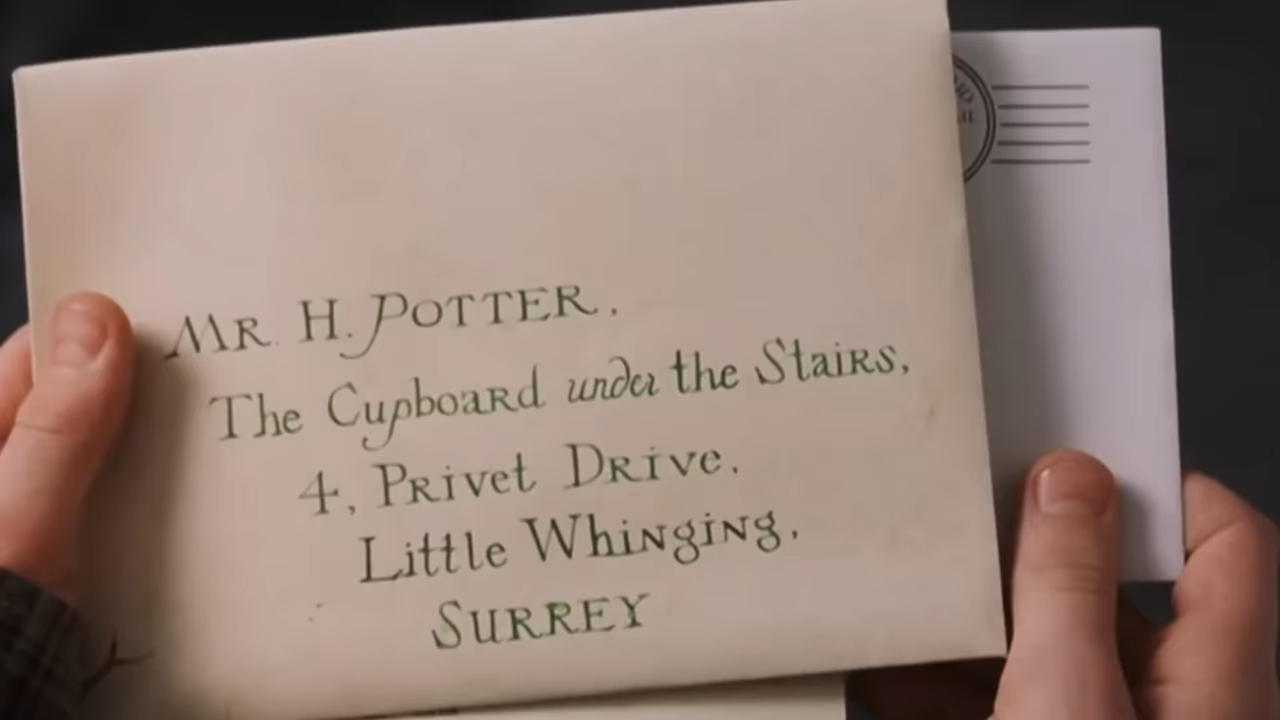 Mr. H. Potter,
The Cupboard under the Stairs,
4, Privet Drive,
Little Whinging,
SURREY